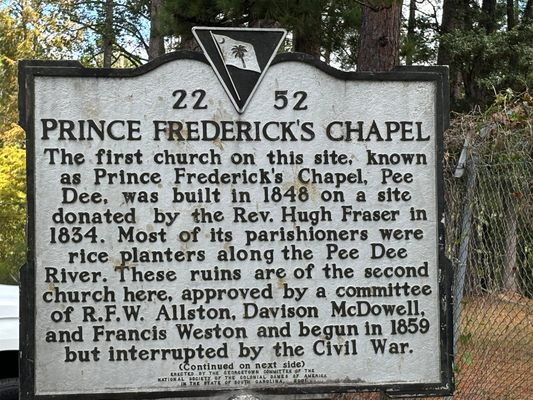 22 52
PRINCE FREDERICK'S CHAPEL
The first church on this site, known
as Prince Frederick's Chapel, Pee
Dee, was built in 1848 on a site
donated by the Rev. Hugh Fraser in
1834. Most of its parishioners were
rice planters along the Pee Dee
River. These ruins are of the second
church here, approved by a committee
of R.F.W. Allston, Davison McDowell,
and Francis Weston and begun in 1859
but interrupted by the Civil War.
(Continued on next side)
ERECTED BY THE GEORGETOWN COMMITTEE OF THE
NATIONAL SOCIETY OF THE COLONIAL DAMES OF AMERICA
IN THE STATE OF SOUTH CAROLINA,